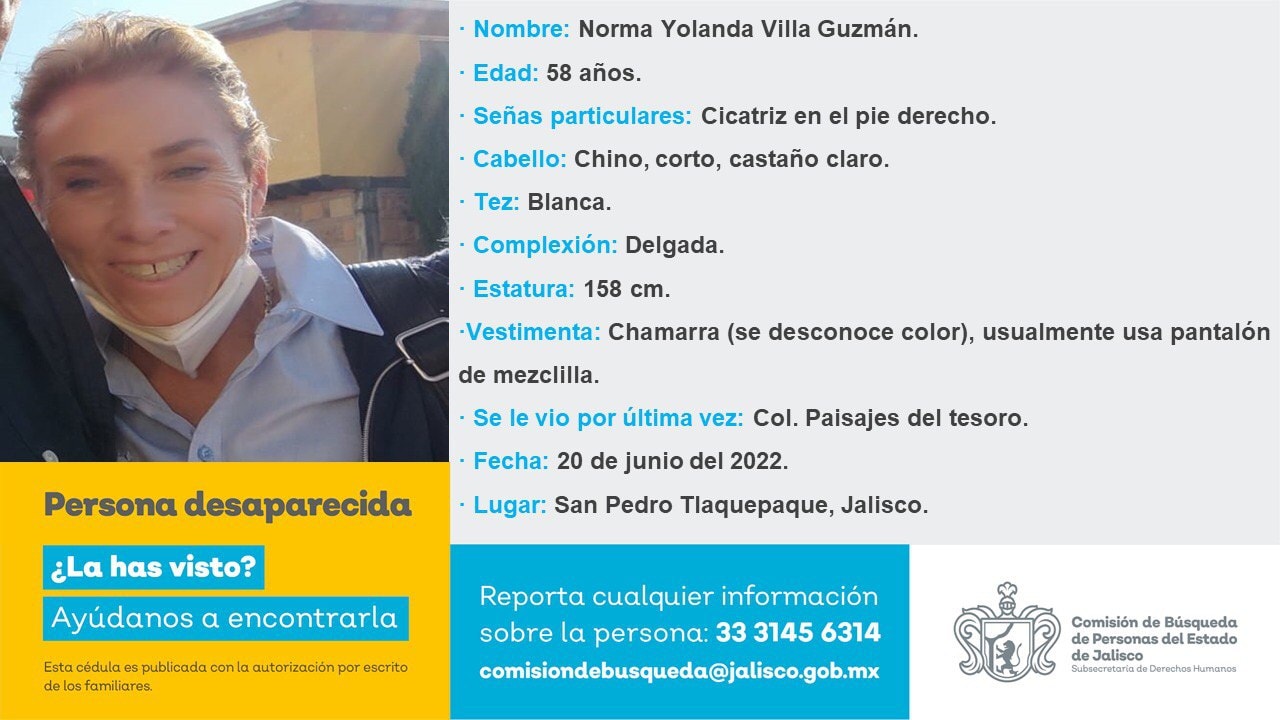 · Nombre: Norma Yolanda Villa Guzmán.
· Edad: 58 años.
· Señas particulares: Cicatriz en el pie derecho.
· Cabello: Chino, corto, castaño claro.
· Tez: Blanca.
· Complexión: Delgada.
· Estatura: 158 cm.
·Vestimenta: Chamarra (se desconoce color), usualmente usa pantalón
de mezclilla.
· Se le vio por última vez: Col. Paisajes del tesoro.
· Fecha: 20 de junio del 2022.
· Lugar: San Pedro Tlaquepaque, Jalisco.
Persona desaparecida
¿La has visto?
Ayúdanos a encontrarla
Esta cédula es publicada con la autorización por escrito
de los familiares.
Reporta cualquier información
sobre la persona: 33 3145 6314
comisiondebusqueda@jalisco.gob.mx
Comisión de Búsqueda
de Personas del Estado
de Jalisco
Subsecretaría de Derechos Humanos